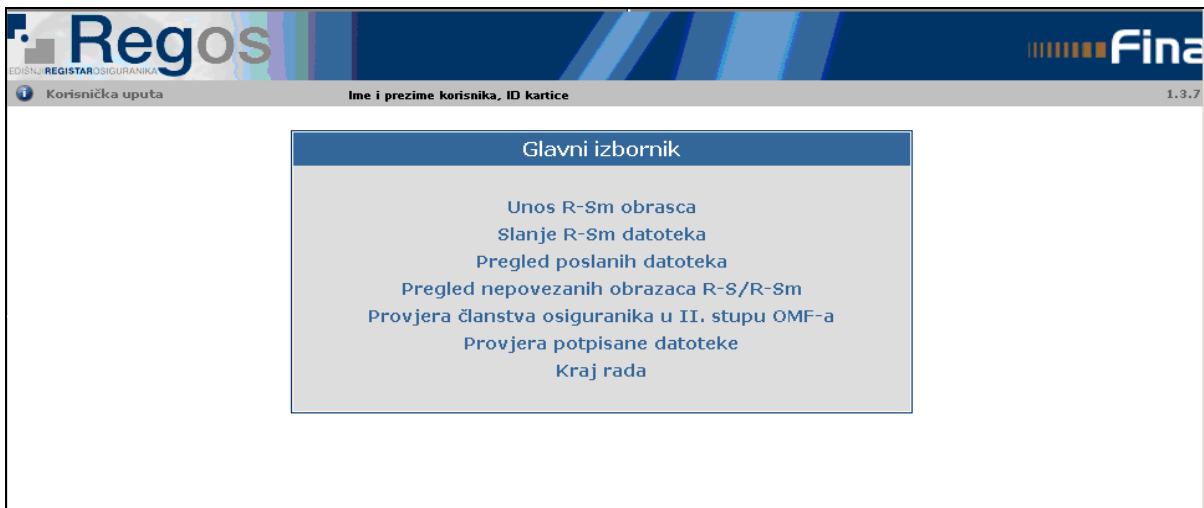 Regos
EDIŠNJI REGISTAR OSIGURANIKA
Fina
Korisnička uputa
Ime i prezime korisnika, ID kartice
1.3.7
Glavni izbornik
Unos R-Sm obrasca
Slanje R-Sm datoteka
Pregled poslanih datoteka
Pregled nepovezanih obrazaca R-S/R-Sm
Provjera članstva osiguranika u II. stupu OMF-a
Provjera potpisane datoteke
Kraj rada